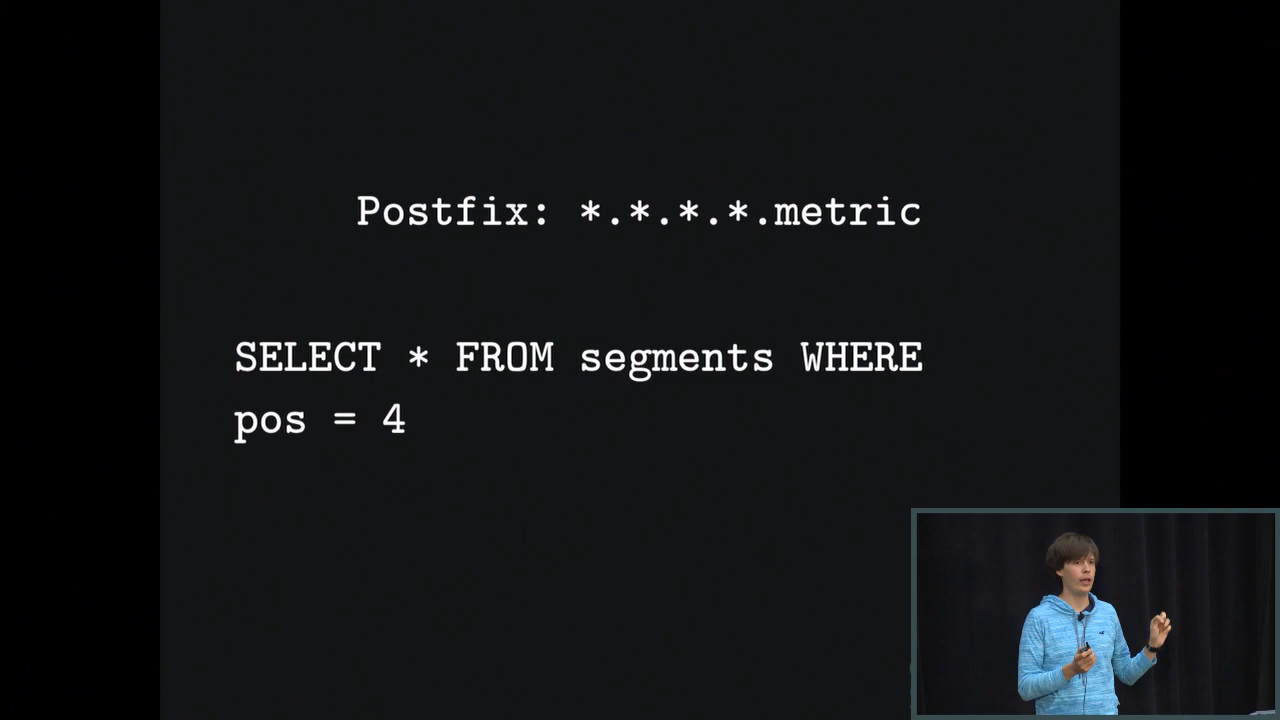 Postfix: *.*.*.*.metric
SELECT * FROM segments WHERE
pos = 4